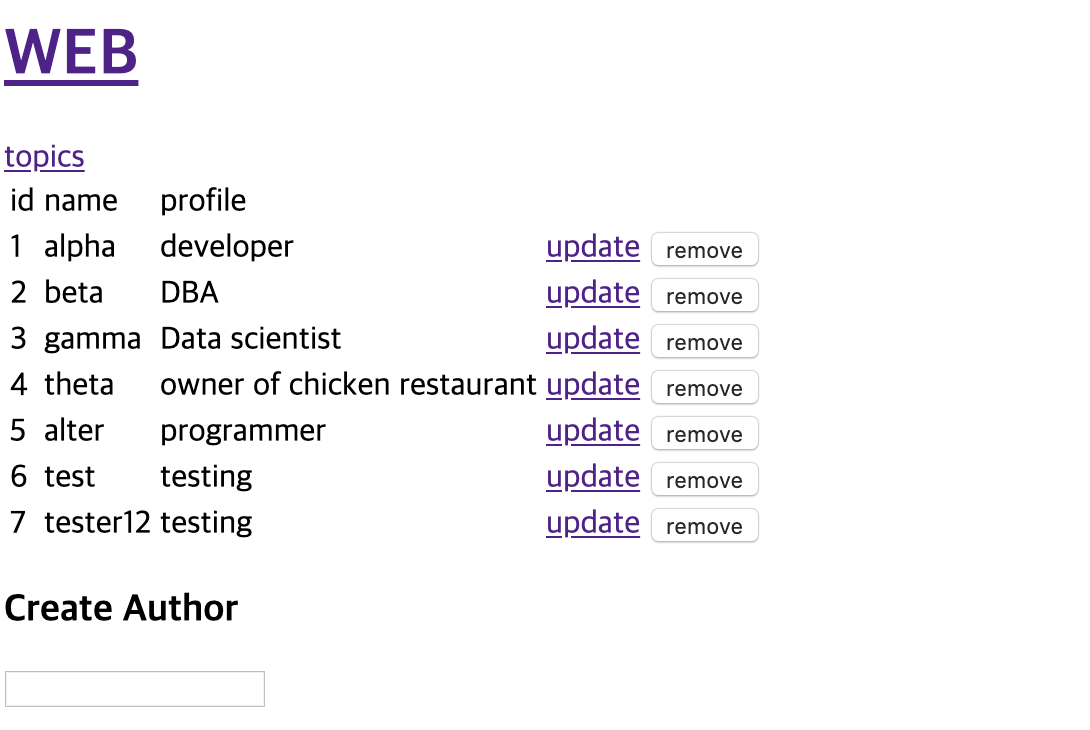 WEB
topics
id name profile
1 alpha developer update remove
2 beta DBA update remove
3 gamma Data scientist update remove
4 theta owner of chicken restaurant update remove
5 alter programmer update remove
6 test testing update remove
7 tester12 testing update remove
Create Author